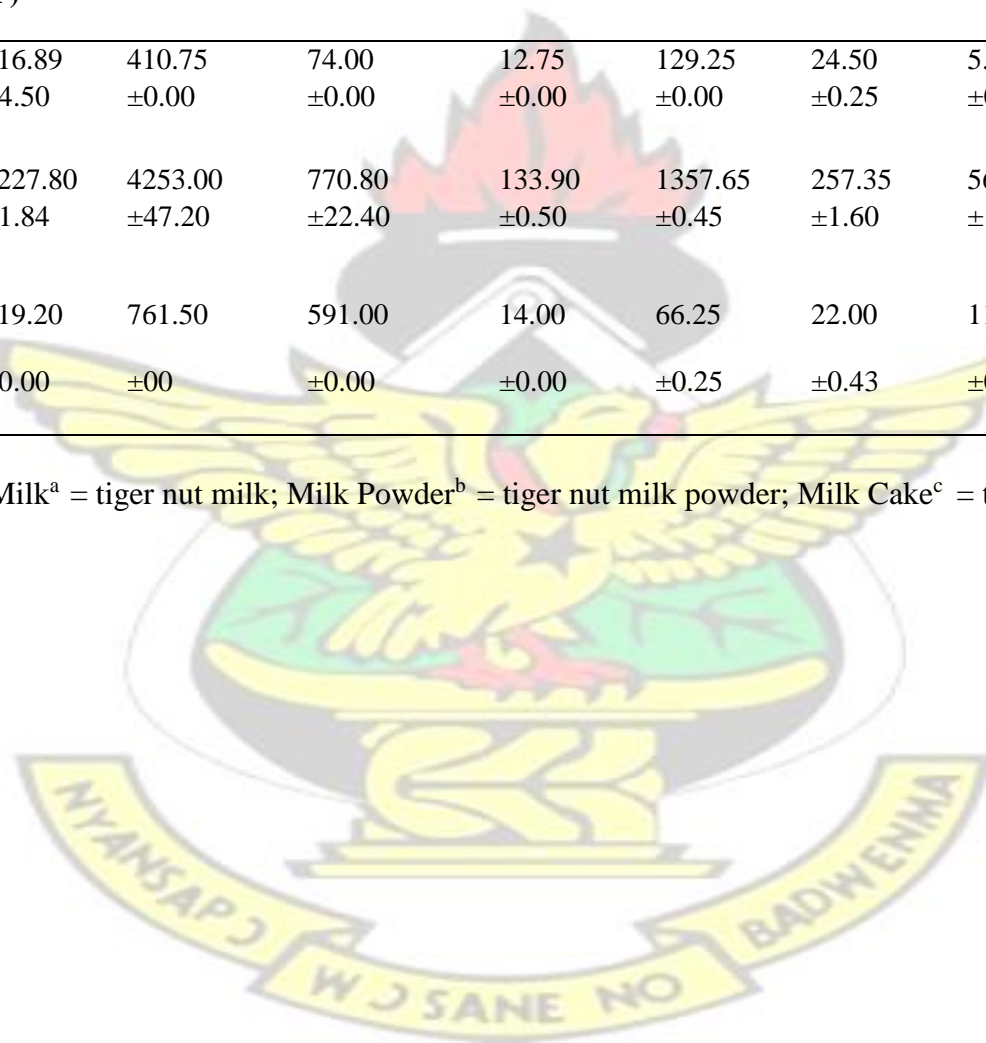 16.89 410.75 74.00 12.75 129.25 24.50 5.
4.50 ±0.00 ±0.00 ±0.00 ±0.00 ±0.25 ±
227.80 4253.00 770.80 133.90 1357.65 257.35 56
1.84 ±47.20 ±22.40 ±0.50 ±0.45 ±1.60 ±
19.20 761.50 591.00 14.00 66.25 22.00 1
0.00 ±00 ±0.00 ±0.00 ±0.25 ±0.43 ±
Milkᵃ = tiger nut milk; Milk Powderᵇ = tiger nut milk powder; Milk Cakeᶜ = t
NYANSAPƆ
WƆ SANE NO
BADWENMA